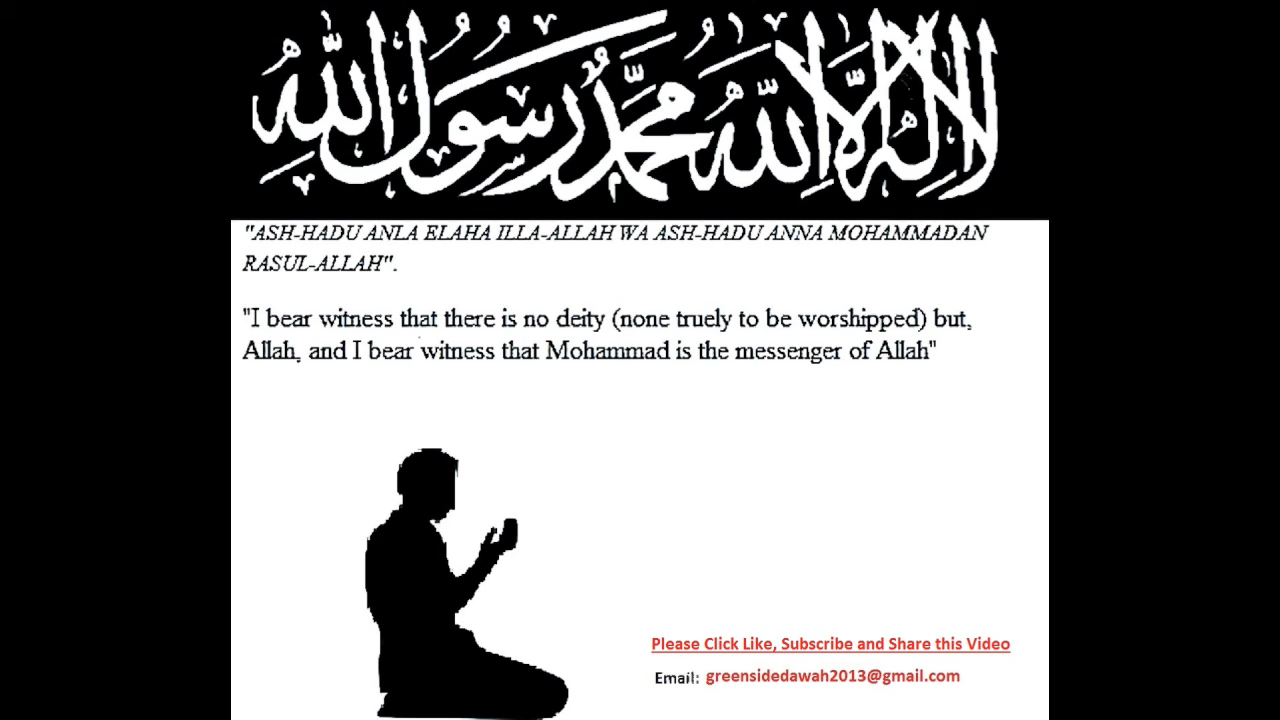 لا إله إلا الله محمد رسول الله
"ASH-HADU ANLA ELAHA ILLA-ALLAH WA ASH-HADU ANNA MOHAMMADAN
RASUL-ALLAH".
"I bear witness that there is no deity (none truely to be worshipped) but,
Allah, and I bear witness that Mohammad is the messenger of Allah"
Please Click Like, Subscribe and Share this Video
Email: greensidedawah2013@gmail.com